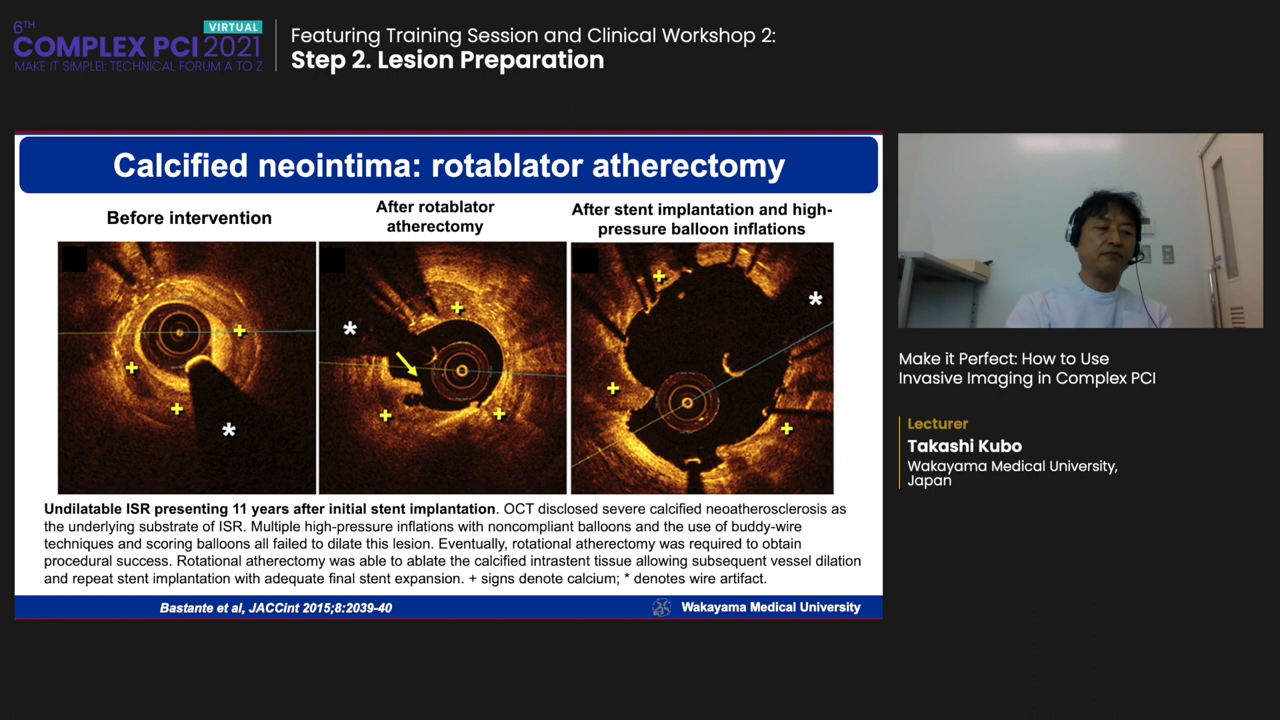 6TH
VIRTUAL
COMPLEX PCI 2021
MAKE IT SIMPLE!: TECHNICAL FORUM A TO Z
Featuring Training Session and Clinical Workshop 2:
Step 2. Lesion Preparation
Calcified neointima: rotablator atherectomy
Before intervention
After rotablator
atherectomy
After stent implantation and high-
pressure balloon inflations
+
+
+
*
*
+
+
+
+
*
+
+
Undilatable ISR presenting 11 years after initial stent implantation. OCT disclosed severe calcified neoatherosclerosis as
the underlying substrate of ISR. Multiple high-pressure inflations with noncompliant balloons and the use of buddy-wire
techniques and scoring balloons all failed to dilate this lesion. Eventually, rotational atherectomy was required to obtain
procedural success. Rotational atherectomy was able to ablate the calcified intrastent tissue allowing subsequent vessel dilation
and repeat stent implantation with adequate final stent expansion. + signs denote calcium; * denotes wire artifact.
Bastante et al, JACCint 2015;8:2039-40
Wakayama Medical University
Make it Perfect: How to Use
Invasive Imaging in Complex PCI
Lecturer
Takashi Kubo
Wakayama Medical University,
Japan